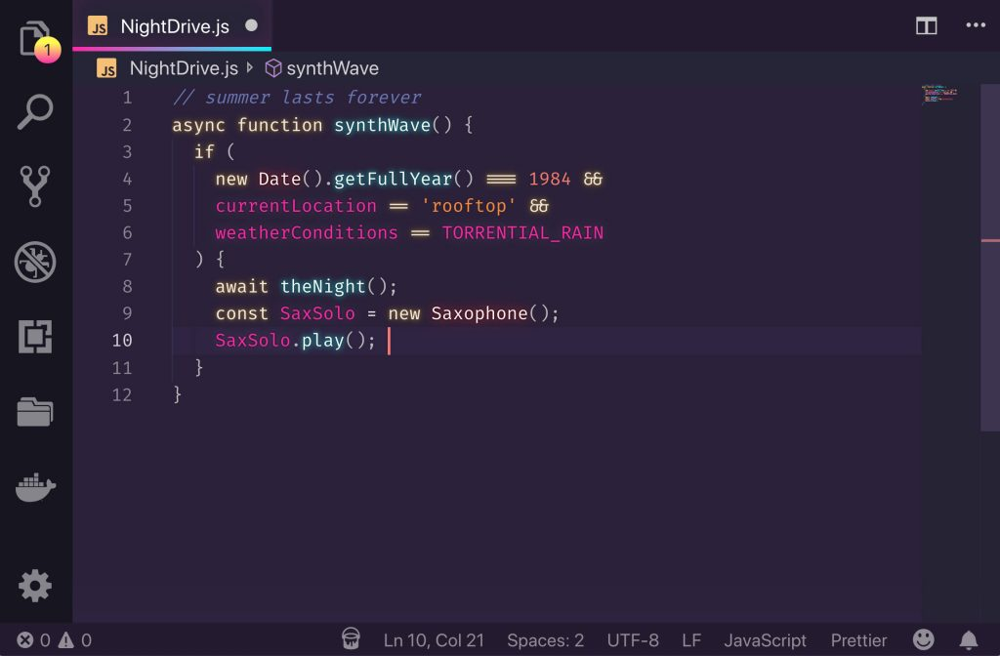 1
JS NightDrive.js
JS NightDrive.js synthWave
1 // summer lasts forever
2 async function synthWave() {
3 if (
4 new Date().getFullYear() === 1984 &&
5 currentLocation == 'rooftop' &&
6 weatherConditions == TORRENTIAL_RAIN
7 ) {
8 await theNight();
9 const SaxSolo = new Saxophone();
10 SaxSolo.play();
11 }
12 }
0 0 Ln 10, Col 21 Spaces: 2 UTF-8 LF JavaScript Prettier